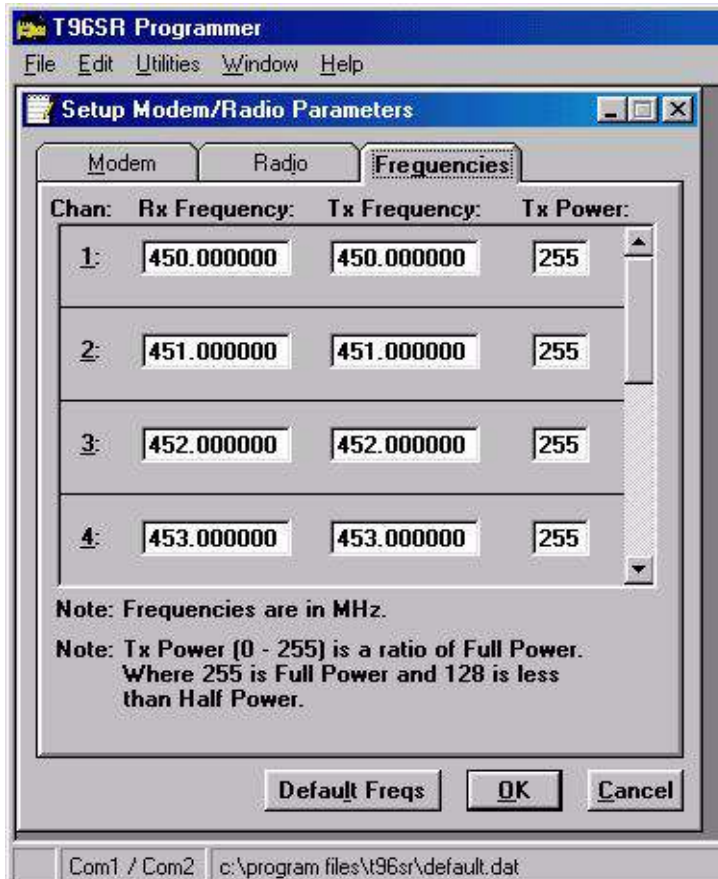 T96SR Programmer
File Edit Utilities Window Help
Setup Modem/Radio Parameters
Modem Radio Frequencies
Chan: Rx Frequency: Tx Frequency: Tx Power:
1: 450.000000 450.000000 255
2: 451.000000 451.000000 255
3: 452.000000 452.000000 255
4: 453.000000 453.000000 255
Note: Frequencies are in MHz.
Note: Tx Power (0 - 255) is a ratio of Full Power.
Where 255 is Full Power and 128 is less
than Half Power.
Default Freqs OK Cancel
Com1 / Com2 c:\program files\t96sr\default.dat